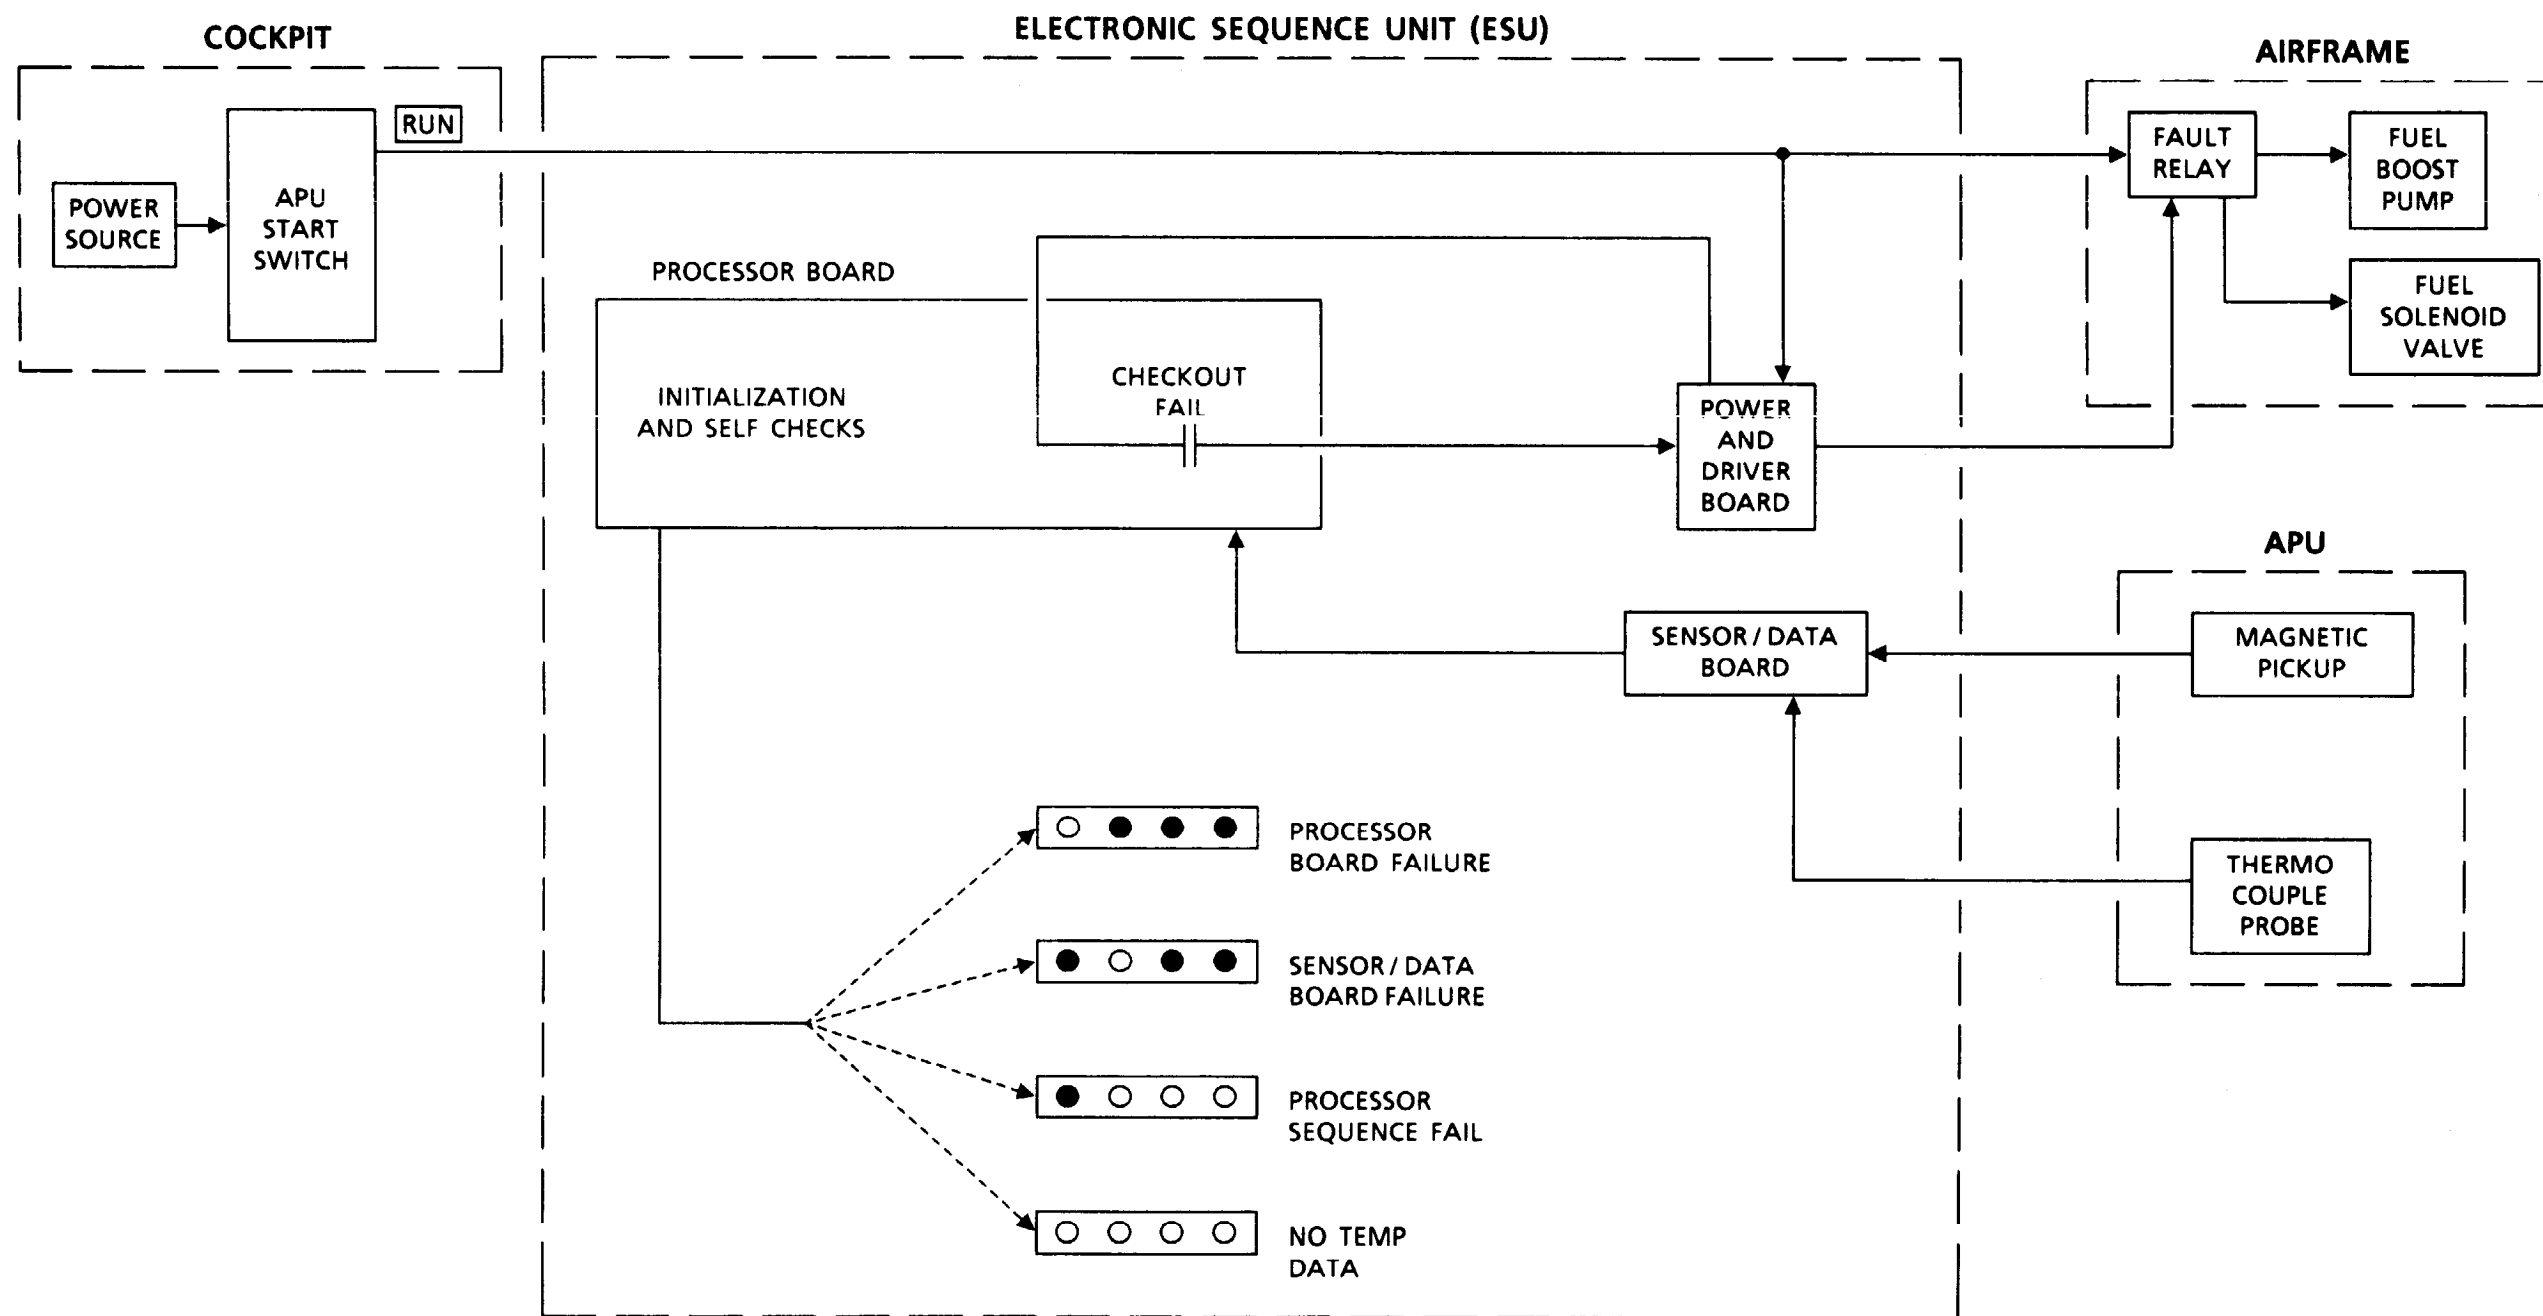 COCKPIT
POWER
SOURCE
APU
START
SWITCH
RUN
ELECTRONIC SEQUENCE UNIT (ESU)
PROCESSOR BOARD
INITIALIZATION
AND SELF CHECKS
CHECKOUT
FAIL
POWER
AND
DRIVER
BOARD
SENSOR / DATA
BOARD
PROCESSOR
BOARD FAILURE
SENSOR / DATA
BOARD FAILURE
PROCESSOR
SEQUENCE FAIL
NO TEMP
DATA
AIRFRAME
FAULT
RELAY
FUEL
BOOST
PUMP
FUEL
SOLENOID
VALVE
APU
MAGNETIC
PICKUP
THERMO
COUPLE
PROBE